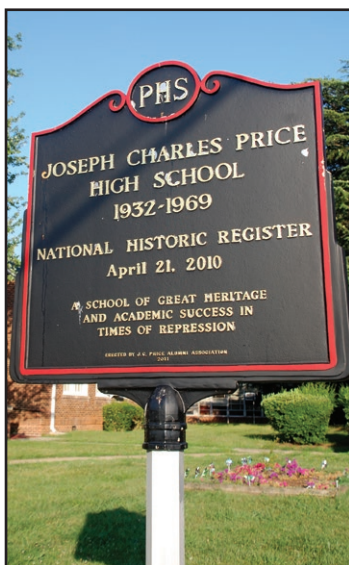 PHS
JOSEPH CHARLES PRICE
HIGH SCHOOL
1932-1969
NATIONAL HISTORIC REGISTER
April 21. 2010
A SCHOOL OF GREAT HERITAGE
AND ACADEMIC SUCCESS IN
TIMES OF REPRESSION
ERECTED BY J.C. PRICE ALUMNI ASSOCIATION